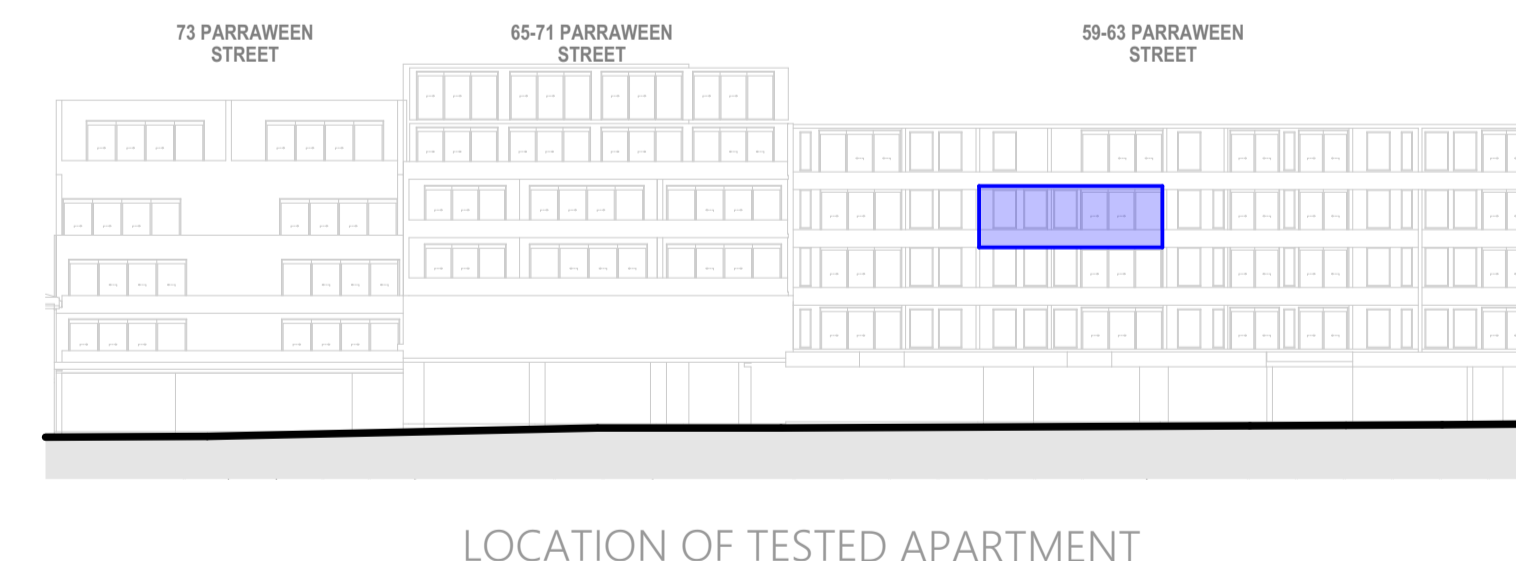 73 PARRAWEEN
STREET
65-71 PARRAWEEN
STREET
59-63 PARRAWEEN
STREET
LOCATION OF TESTED APARTMENT